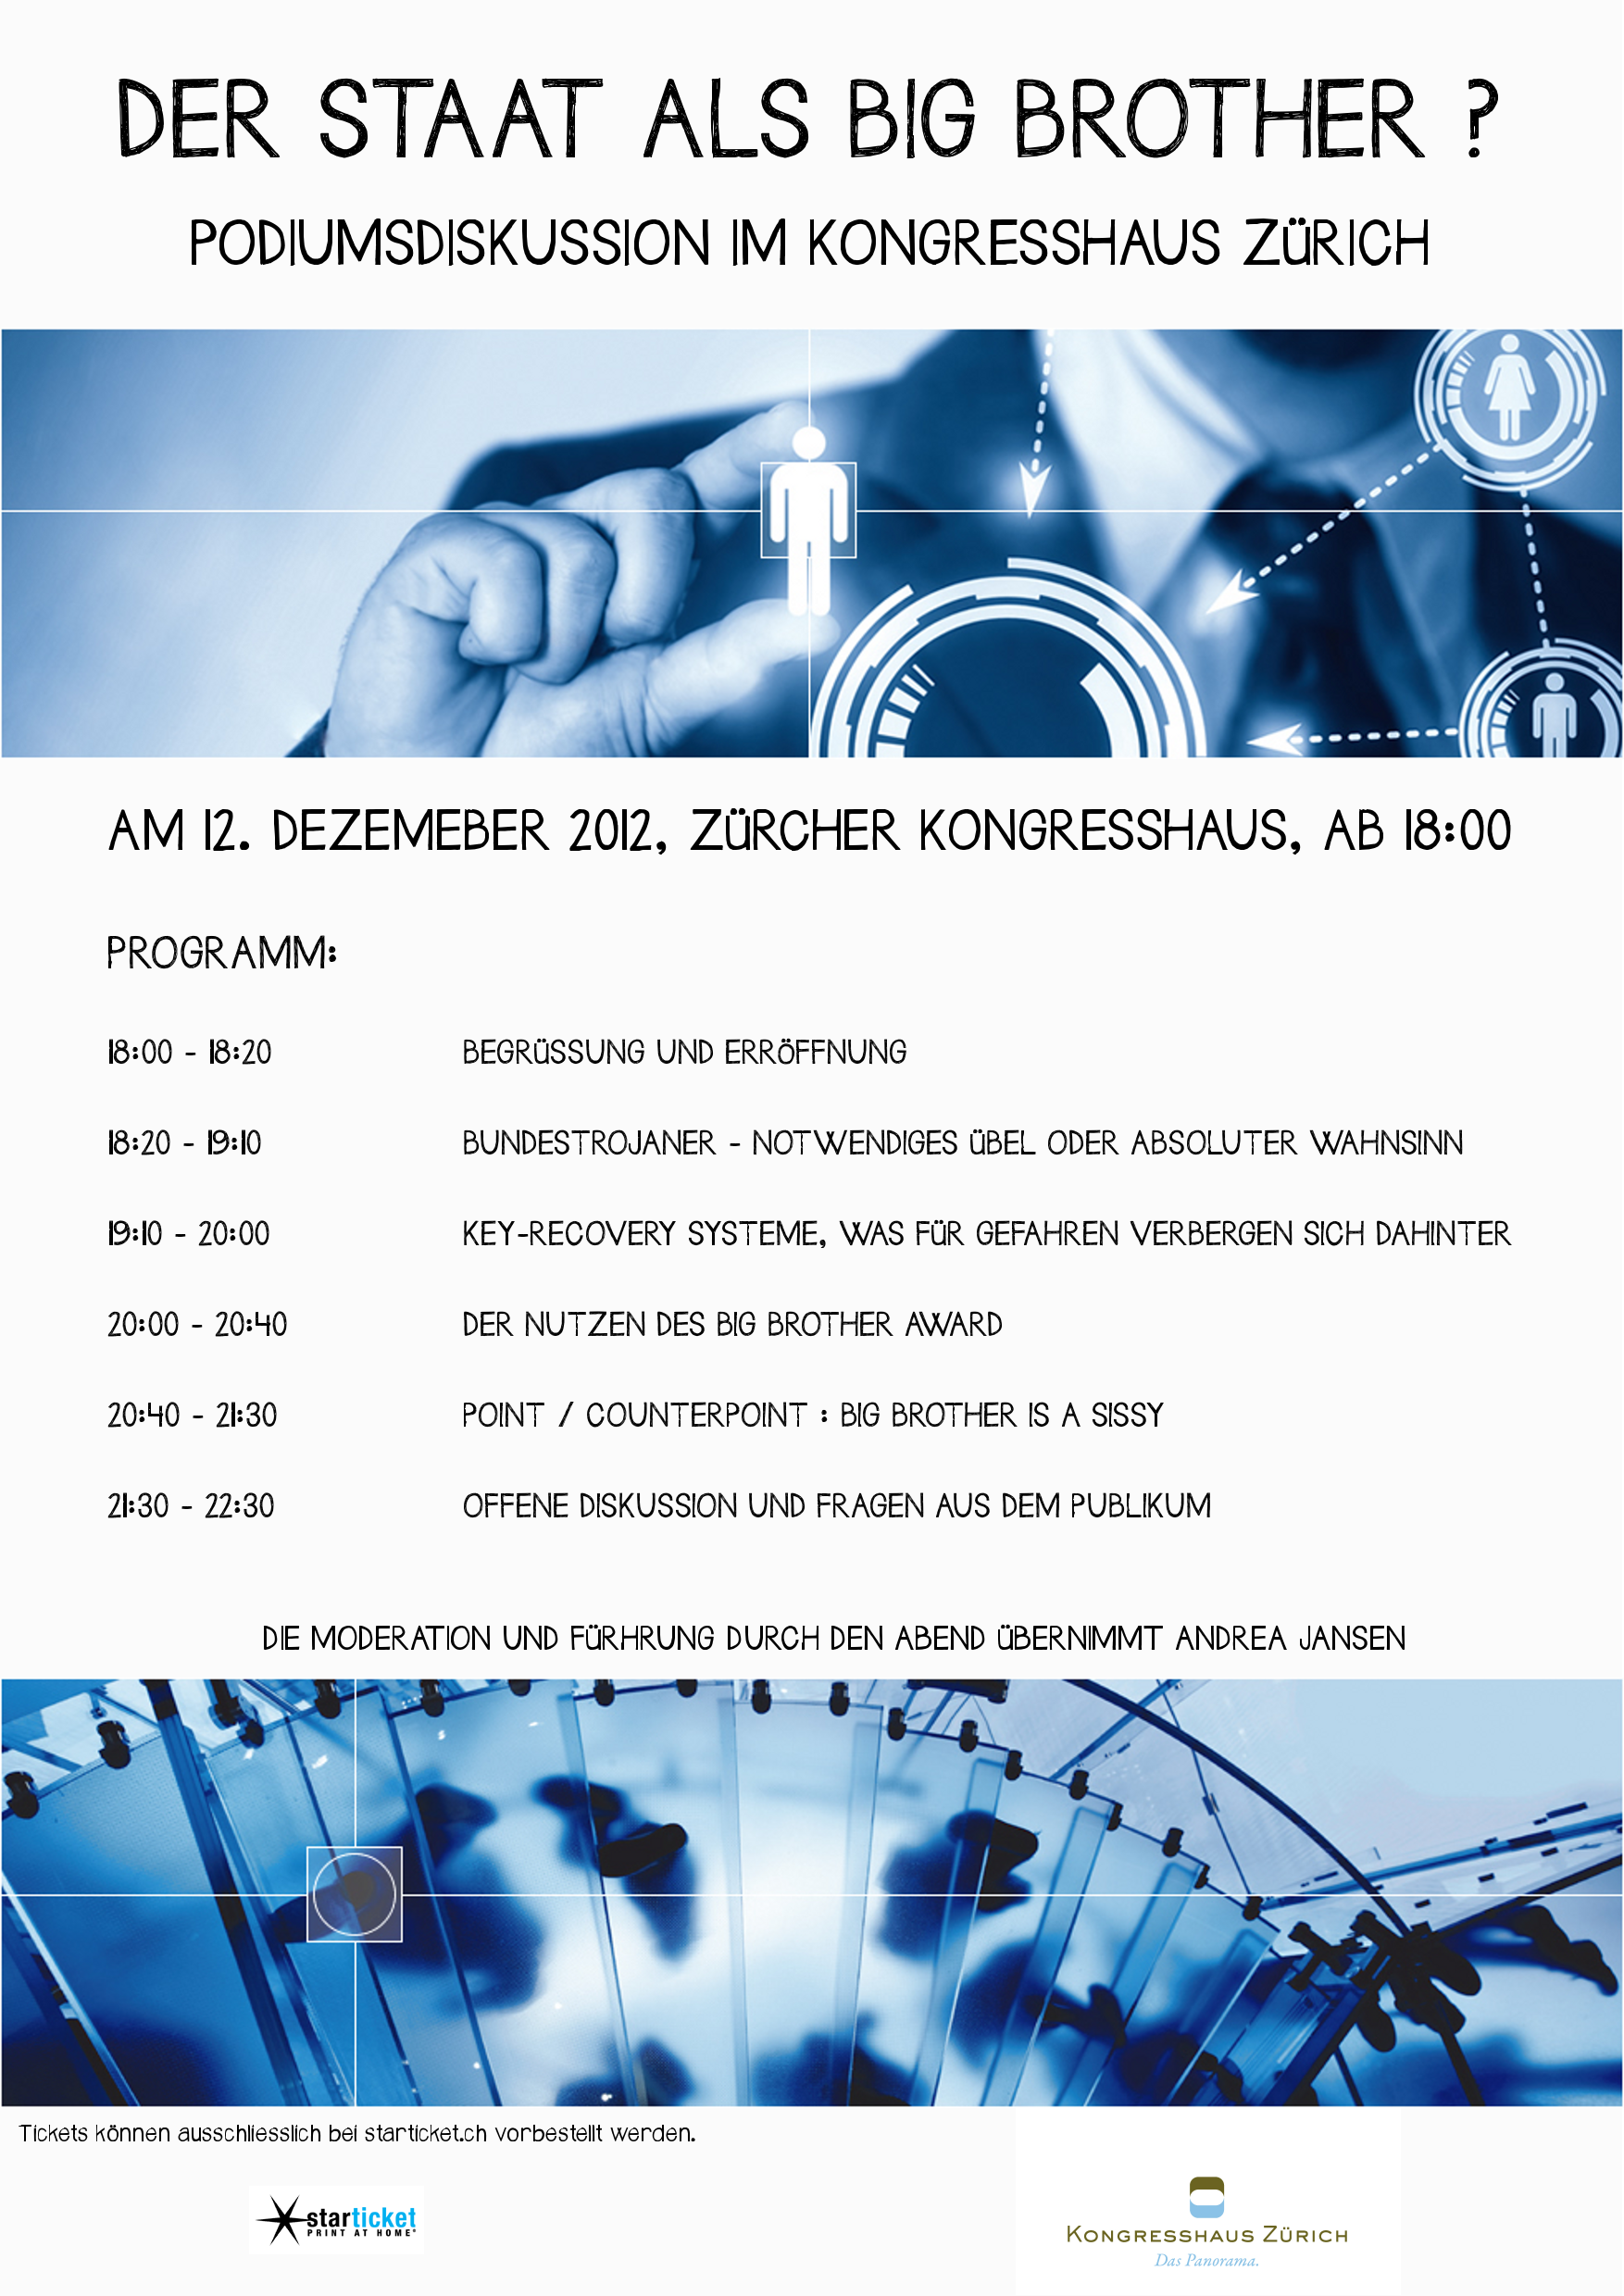 DER STAAT ALS BIG BROTHER ?
PODIUMSDISKUSSION IM KONGRESSHAUS ZÜRICH
AM 12. DEZEMEBER 2012, ZÜRCHER KONGRESSHAUS, AB 18:00
PROGRAMM:
18:00 - 18:20 BEGRÜSSUNG UND ERRÖFFNUNG
18:20 - 19:10 BUNDESTROJANER - NOTWENDIGES ÜBEL ODER ABSOLUTER WAHNSINN
19:10 - 20:00 KEY-RECOVERY SYSTEME, WAS FÜR GEFAHREN VERBERGEN SICH DAHINTER
20:00 - 20:40 DER NUTZEN DES BIG BROTHER AWARD
20:40 - 21:30 POINT / COUNTERPOINT : BIG BROTHER IS A SISSY
21:30 - 22:30 OFFENE DISKUSSION UND FRAGEN AUS DEM PUBLIKUM
DIE MODERATION UND FÜRHRUNG DURCH DEN ABEND ÜBERNIMMT ANDREA JANSEN
Tickets können ausschliesslich bei starticket.ch vorbestellt werden.
starticket
PRINT AT HOME®
KONGRESSHAUS ZÜRICH
Das Panorama.